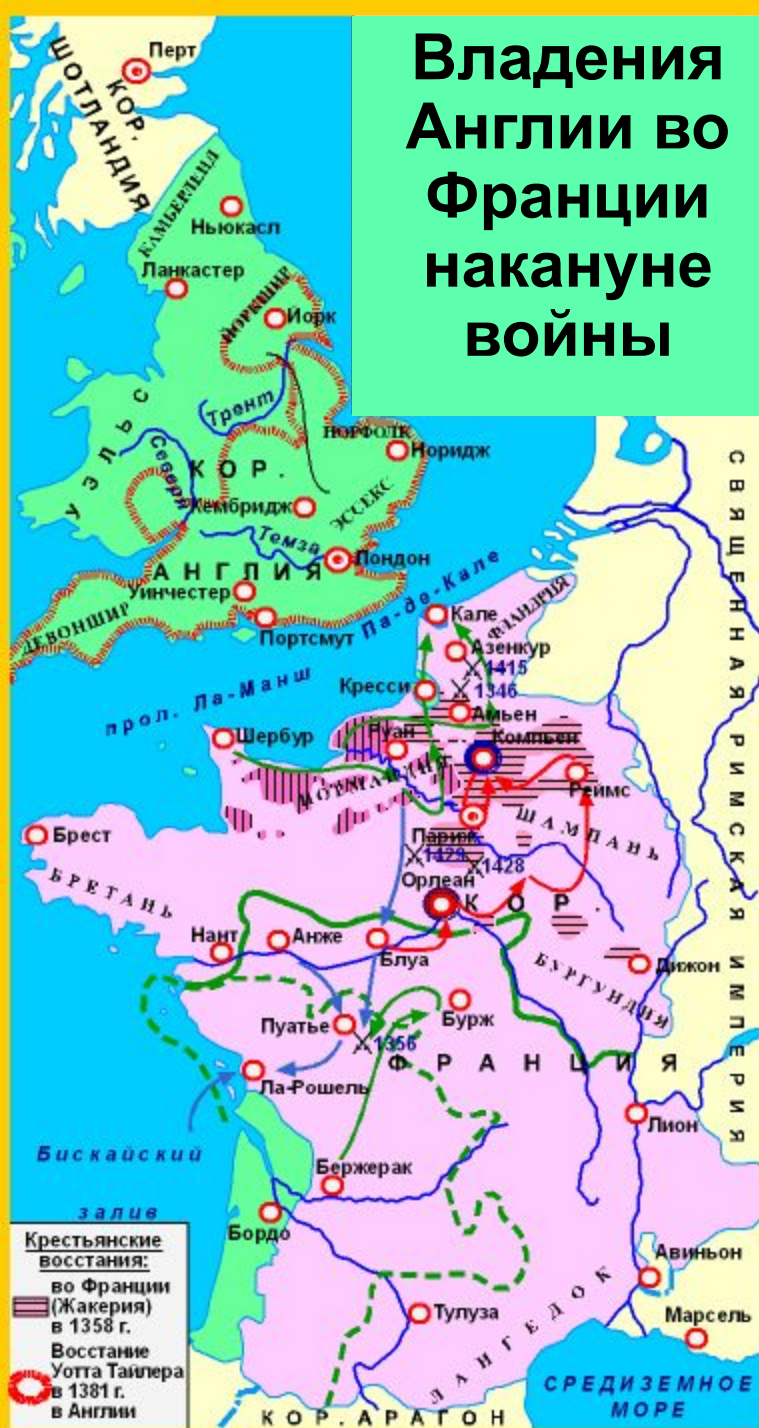 Владения
Англии во
Франции
накануне
войны
Перт
КОР.
ШОТЛАНДИЯ
КАМБЕРЛЕНД
Ньюкасл
Ланкастер
ЙОРКШИР
Йорк
Трент
УЭЛЬС
Северн
НОРФОЛК
Норидж
КОР.
Кембридж
ЭССЕКС
Темза
Лондон
АНГЛИЯ
Уинчестер
ДЕВОНШИР
Портсмут
Па-де-Кале
прол. Ла-Манш
Кале
ФЛАНДРИЯ
Азенкур
1415
Кресси
1346
Амьен
Шербур
Руан
Компьен
НОРМАНДИЯ
Реймс
ШАМПАНЬ
Париж
1429
1428
Брест
БРЕТАНЬ
Орлеан
КОР.
Нант
Анже
Блуа
Дижон
БУРГУНДИЯ
Пуатье
Бурж
1356
ФРАНЦИЯ
Ла-Рошель
Лион
СВЯЩЕННАЯ РИМСКАЯ ИМПЕРИЯ
Бискайский
залив
Бержерак
Бордо
Авиньон
Тулуза
Марсель
ЛАНГЕДОК
СРЕДИЗЕМНОЕ
МОРЕ
КОР. АРАГОН
Крестьянские
восстания:
во Франции
(Жакерия)
в 1358 г.
Восстание
Уотта Тайлера
в 1381 г.
в Англии